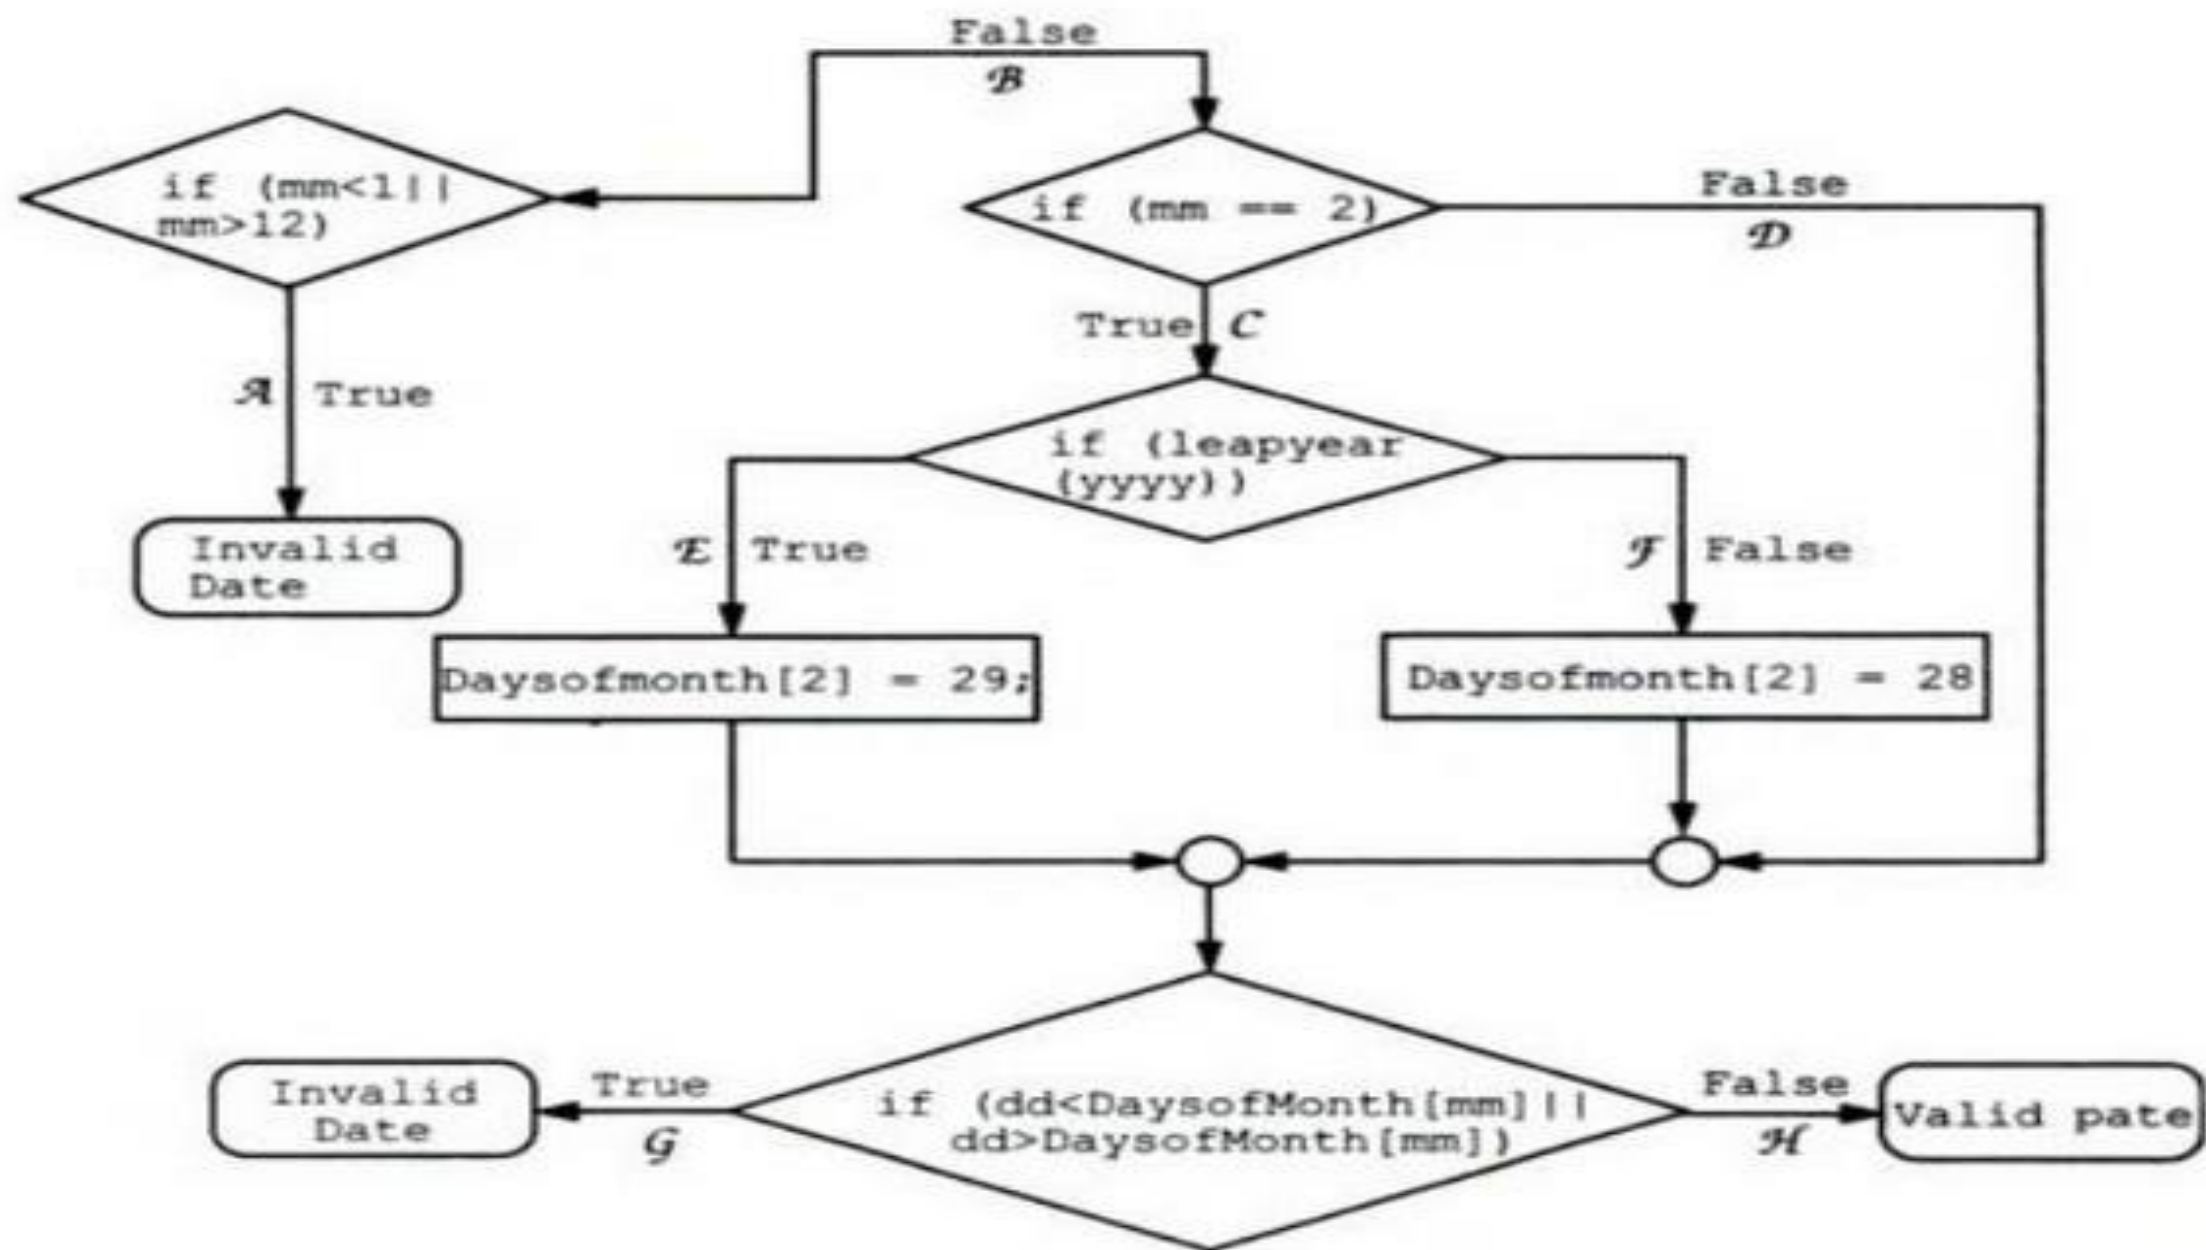 False
B
if (mm<1||
mm>12)
if (mm == 2)
False
D
True C
A True
if (leapyear
(yyyy))
E True
F False
Invalid
Date
Daysofmonth[2] = 29;
Daysofmonth[2] = 28
Invalid
Date
True
G
if (dd<DaysofMonth[mm]||
dd>DaysofMonth[mm])
False
H
Valid pate